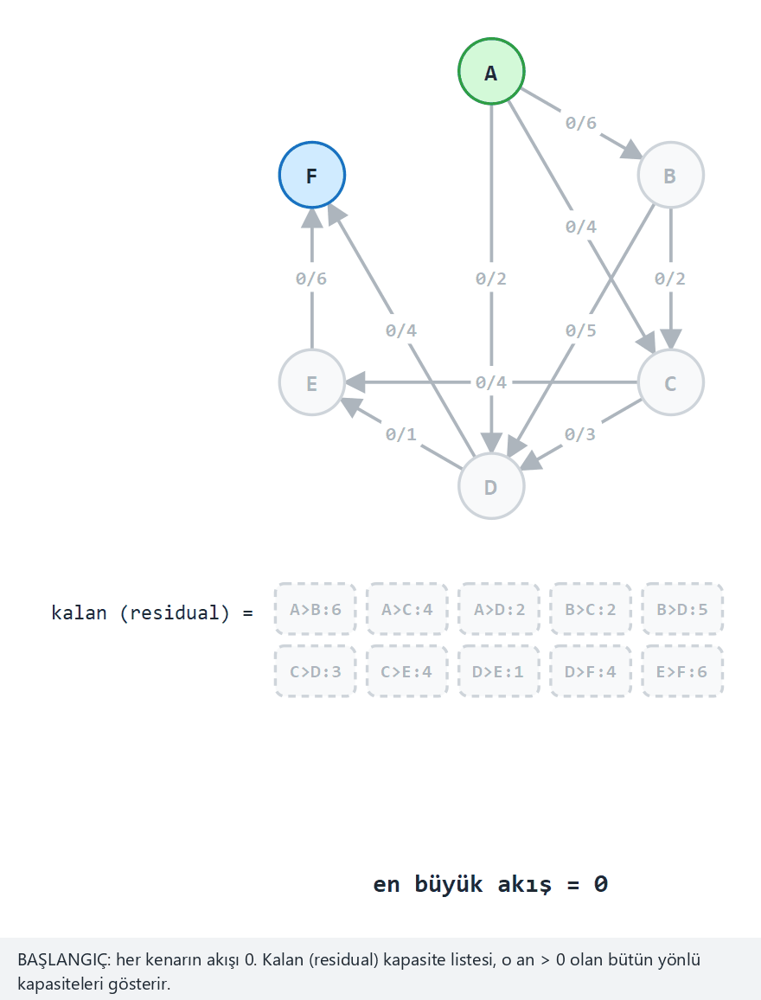 A
0/6
F
B
0/4
0/6
0/2
0/2
0/4
0/5
E
0/4
C
0/1
0/3
D
kalan (residual) =
A>B:6 A>C:4 A>D:2 B>C:2 B>D:5
C>D:3 C>E:4 D>E:1 D>F:4 E>F:6
en büyük akış = 0
BAŞLANGIÇ: her kenarın akışı 0. Kalan (residual) kapasite listesi, o an > 0 olan bütün yönlü
kapasiteleri gösterir.